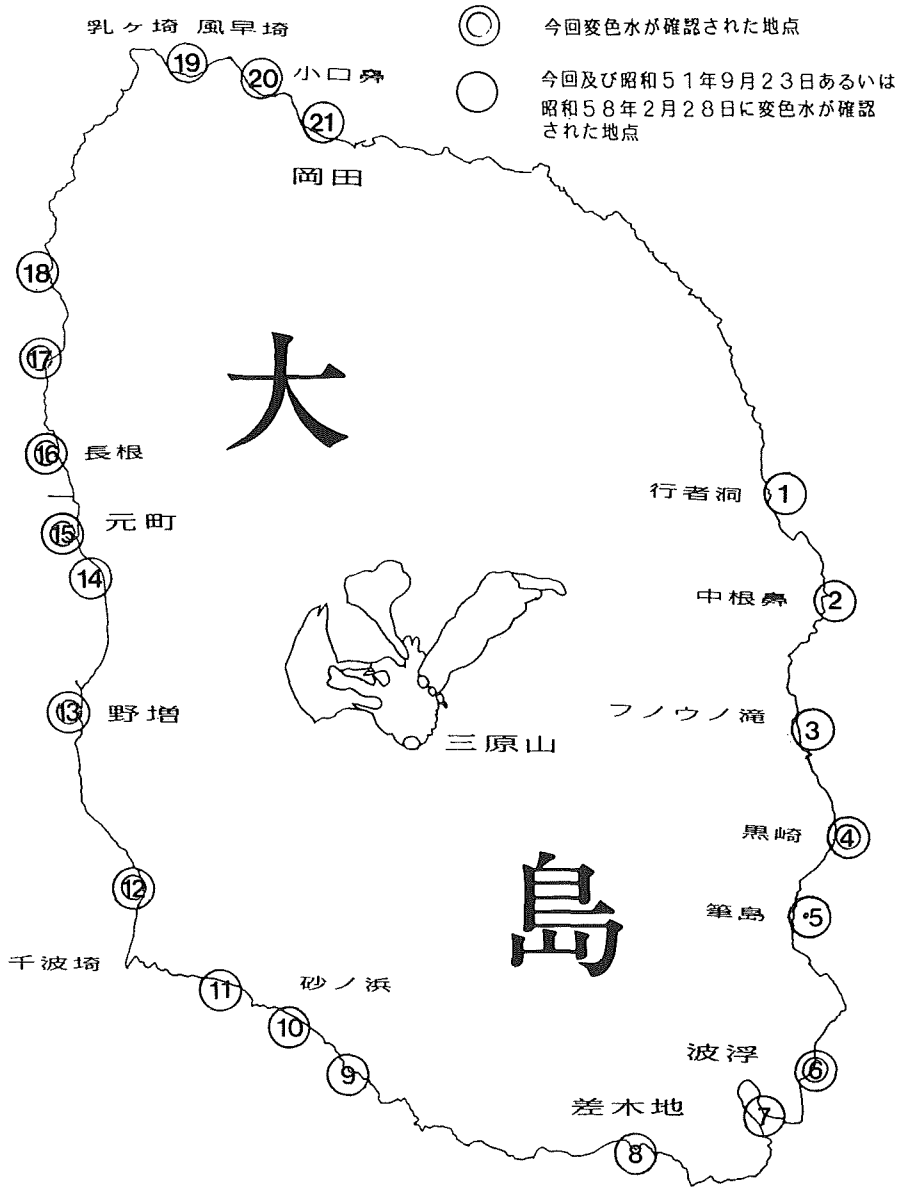 今回変色水が確認された地点
今回及び昭和51年9月23日あるいは
昭和58年2月28日に変色水が確認
された地点
乳ヶ埼 風早埼
19
20
小口鼻
21
岡田
18
17
大
16
長根
15
元町
14
行者洞
1
中根鼻
2
13
野増
フノウノ滝
3
三原山
黒崎
4
12
筆島
5
千波埼
11
砂ノ浜
10
9
島
波浮
6
7
差木地
8